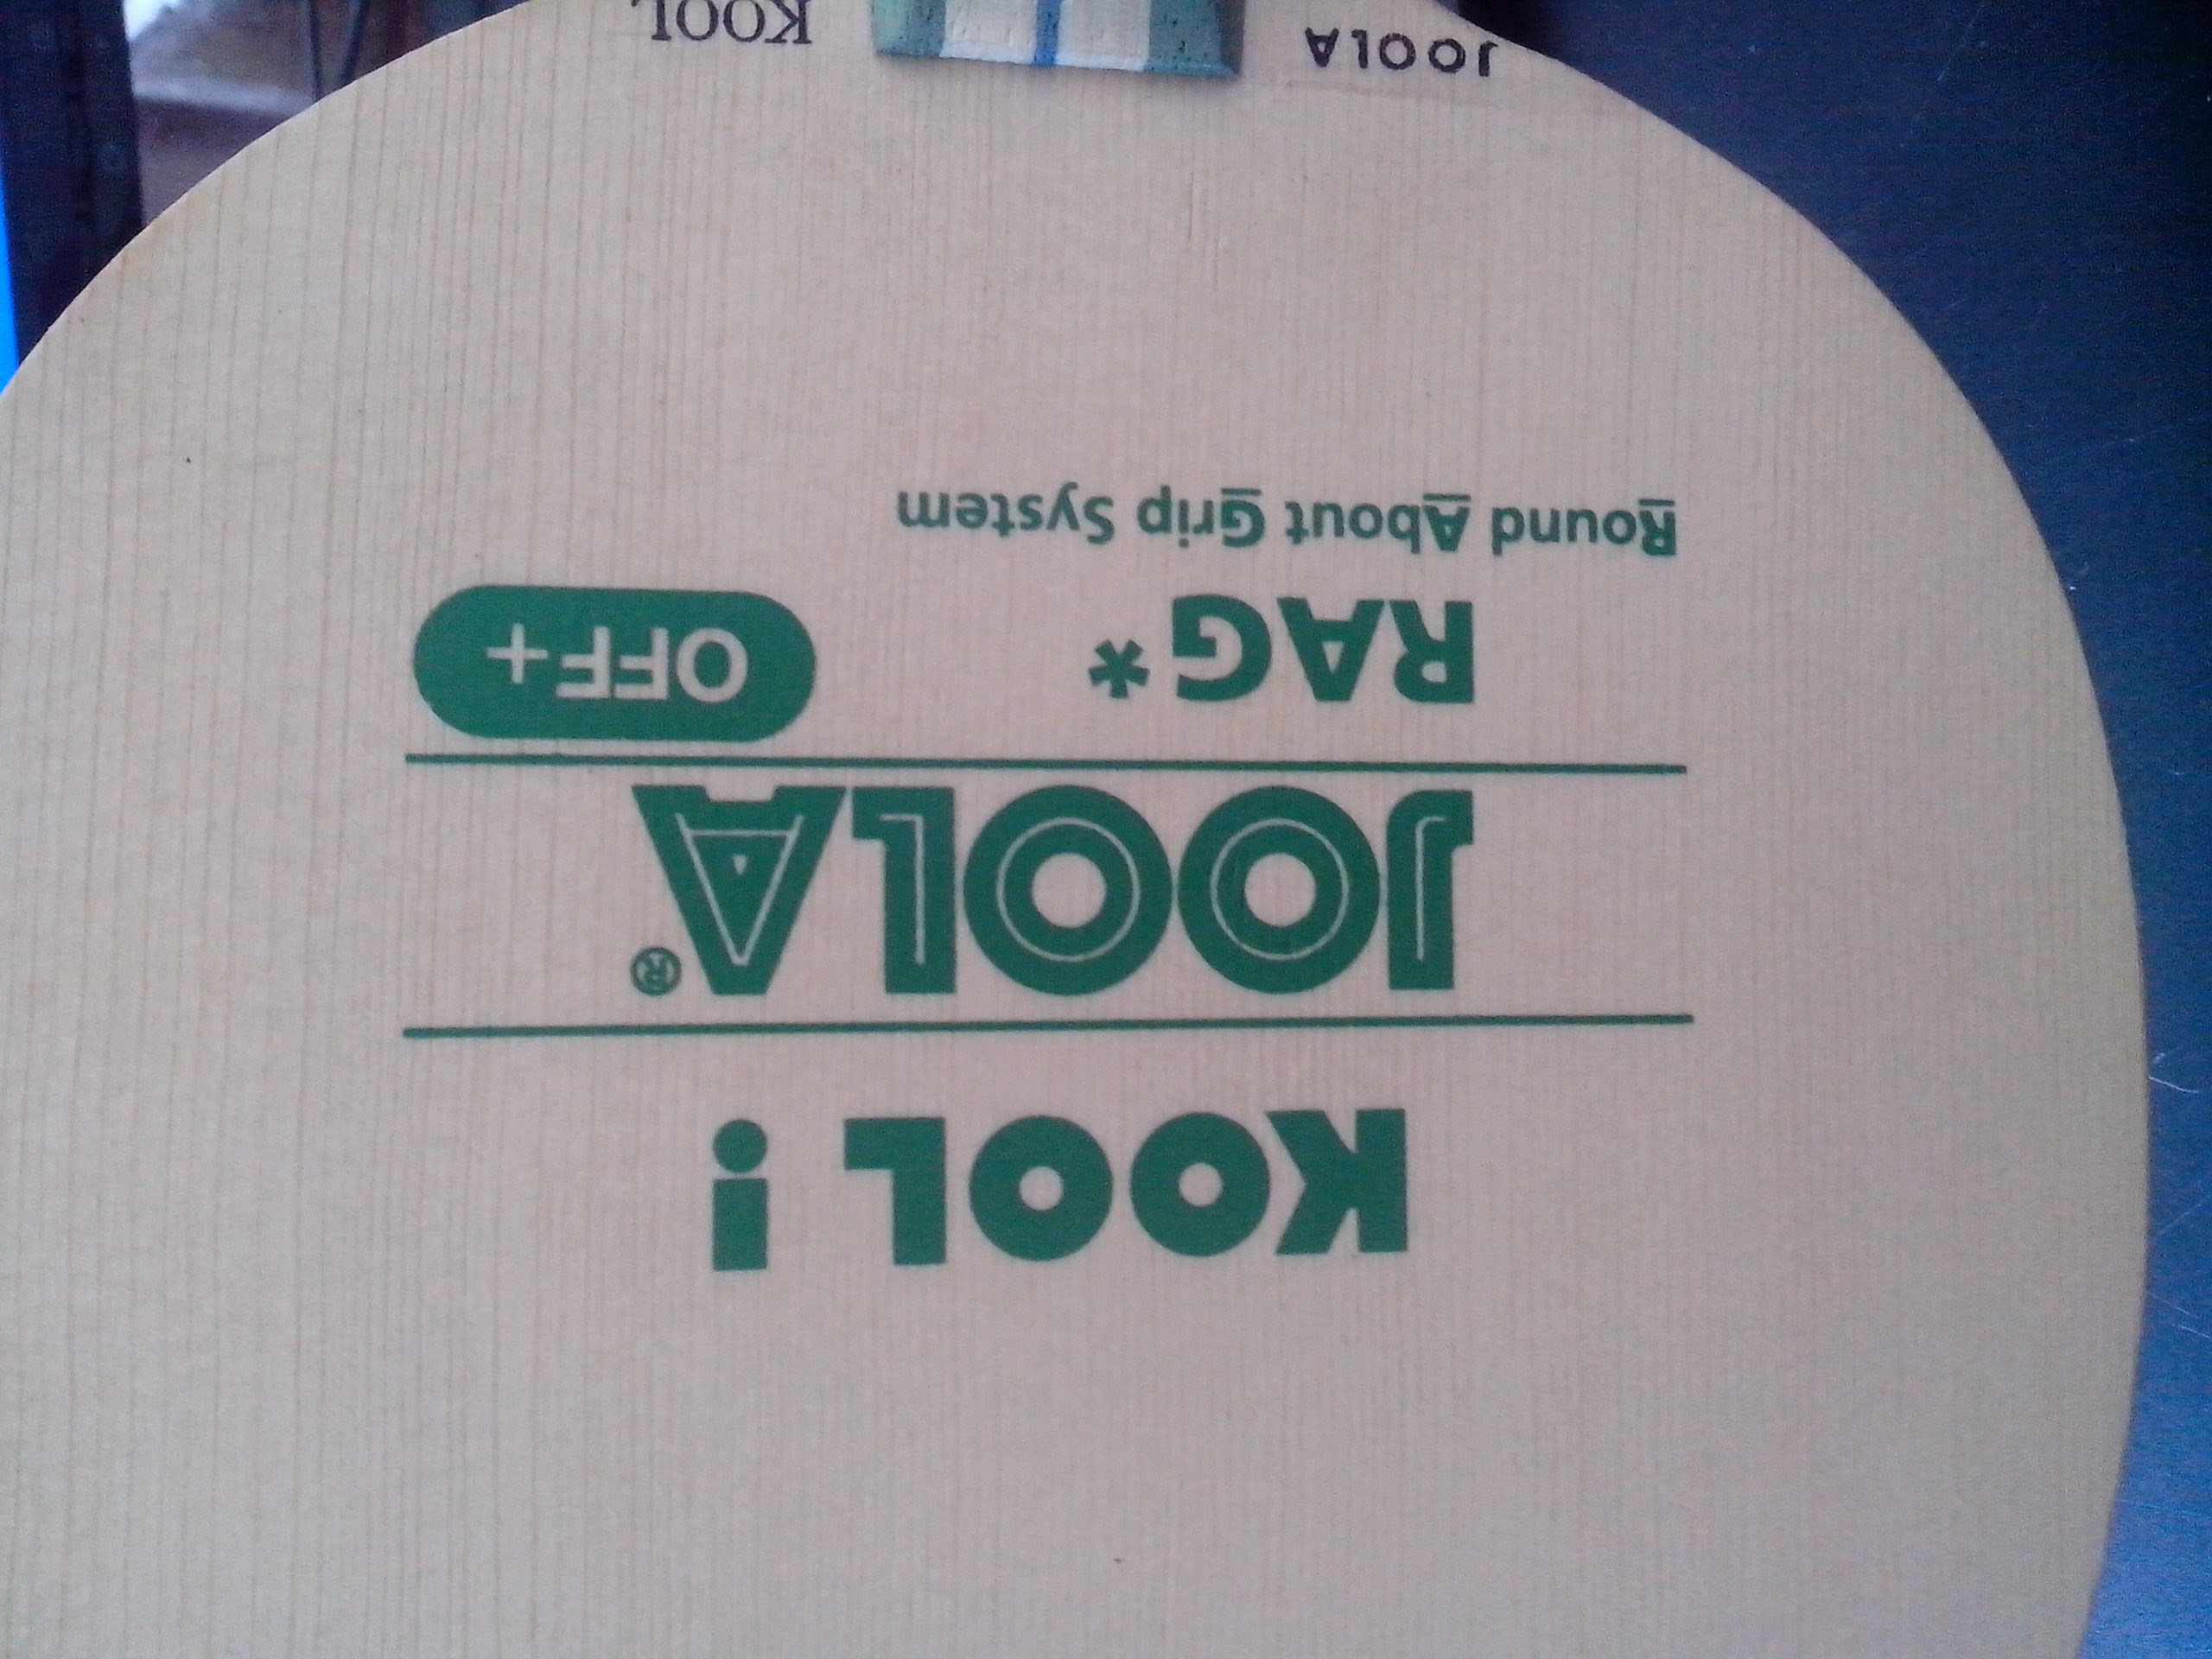 KOOL !
JOOLA®
RAG* OFF+
Round About Grip System
JOOLA KOOL